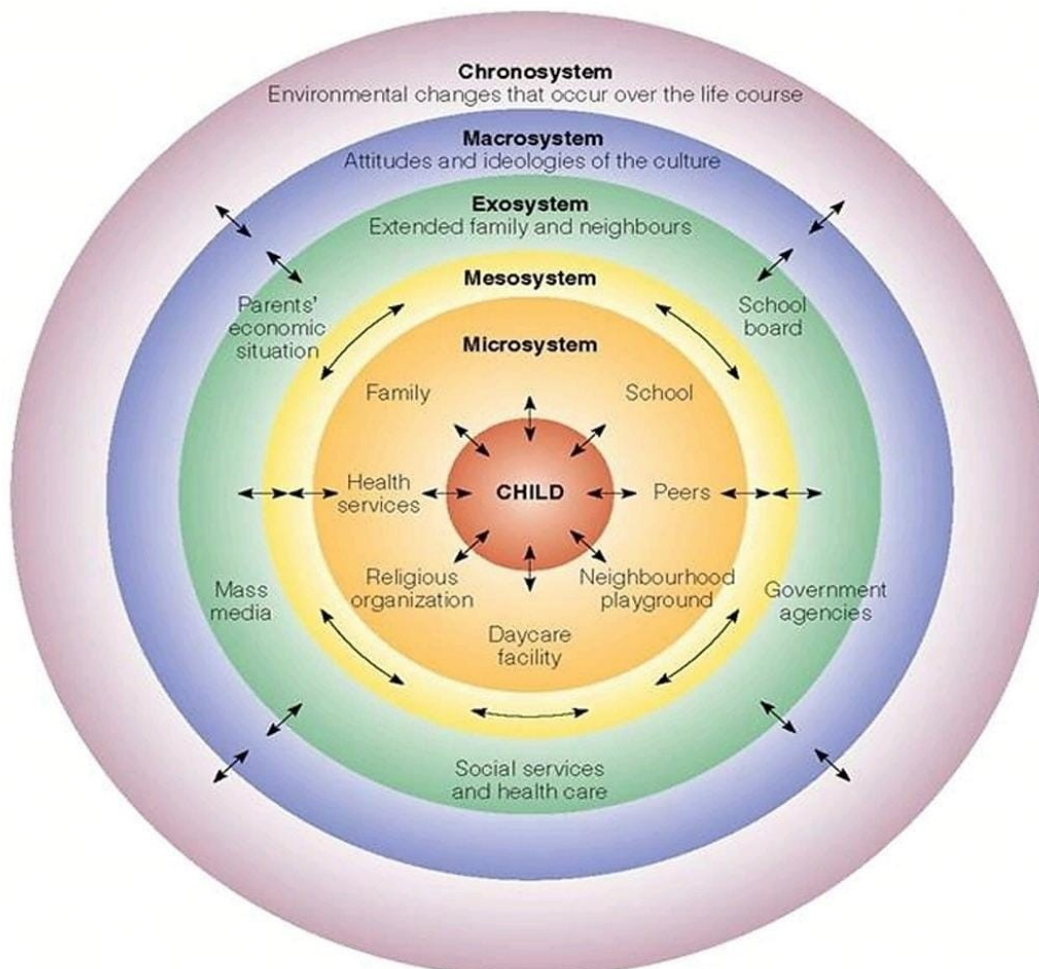 Chronosystem
Environmental changes that occur over the life course
Macrosystem
Attitudes and ideologies of the culture
Exosystem
Extended family and neighbours
Mesosystem
Parents'
economic
situation
School
board
Microsystem
Family
School
Health
services
CHILD
Peers
Religious
organization
Neighbourhood
playground
Mass
media
Government
agencies
Daycare
facility
Social services
and health care